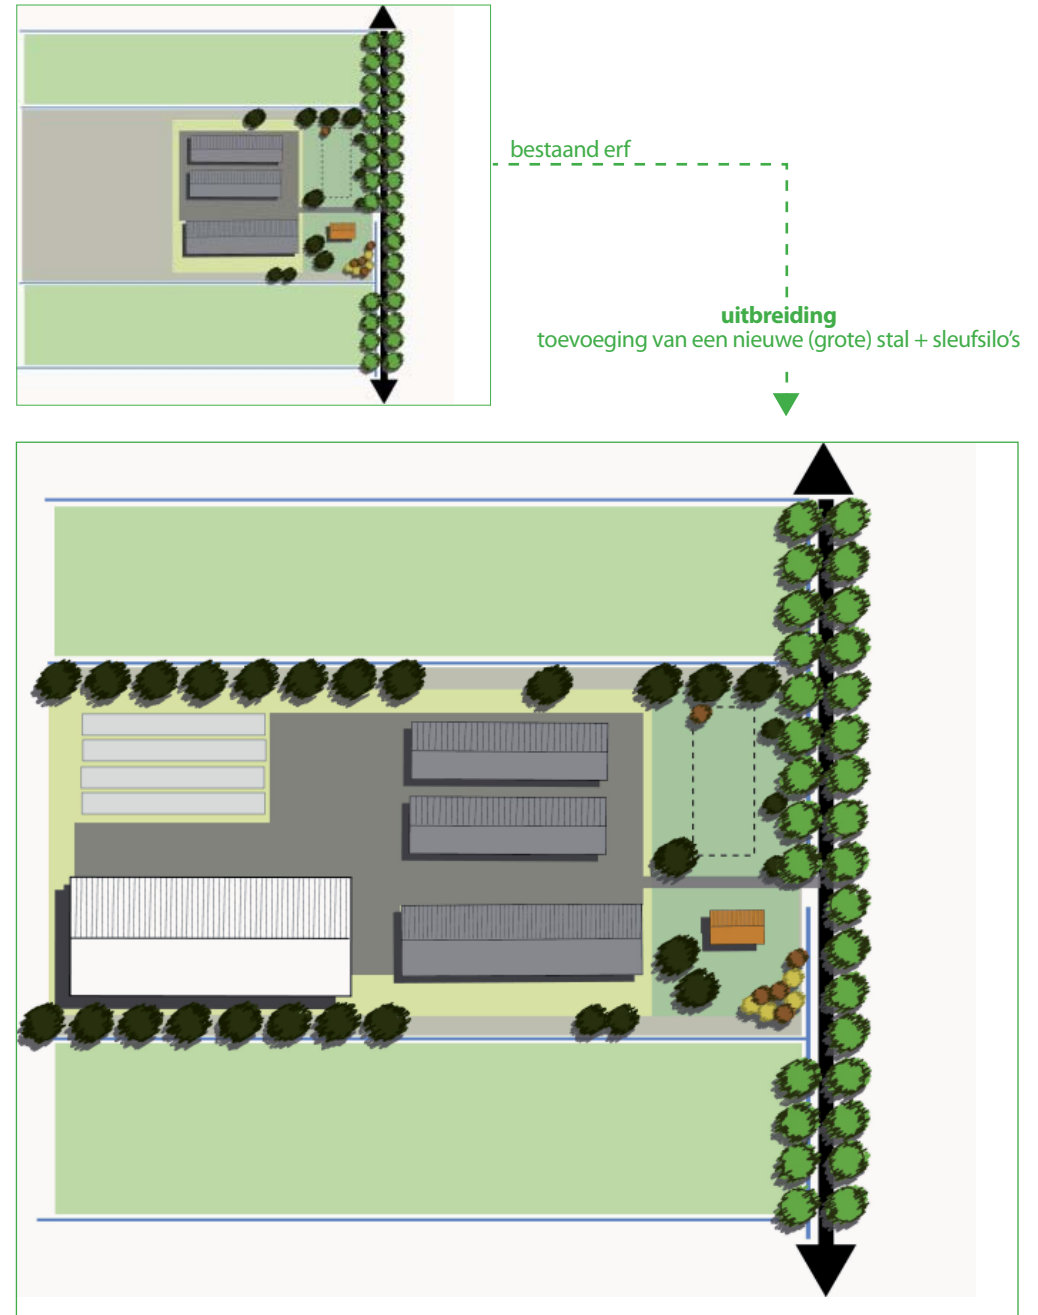 bestaand erf
uitbreiding
toevoeging van een nieuwe (grote) stal + sleufsilo’s